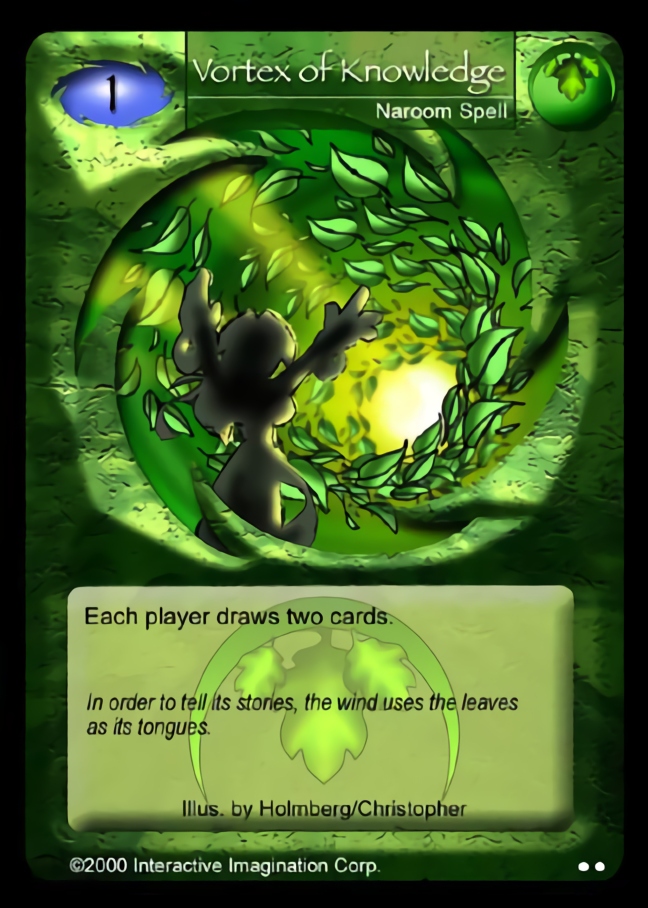 1
Vortex of Knowledge
Naroom Spell
Each player draws two cards.
In order to tell its stories, the wind uses the leaves
as its tongues.
Illus. by Holmberg/Christopher
©2000 Interactive Imagination Corp.